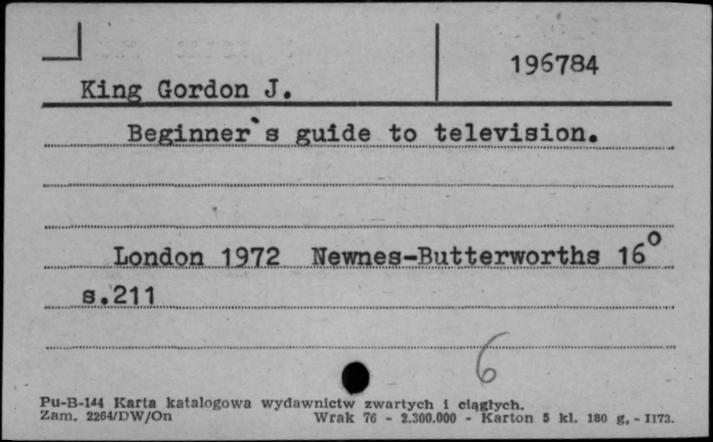 196784
King Gordon J.
Beginner`s guide to television.
London 1972 Newnes-Butterworths 16°
s.211
6
Pu-B-144 Karta katalogowa wydawnictw zwartych i ciągłych.
Zam. 2264/DW/On Wrak 76 - 2.300.000 - Karton 5 kl. 180 g. - II73.